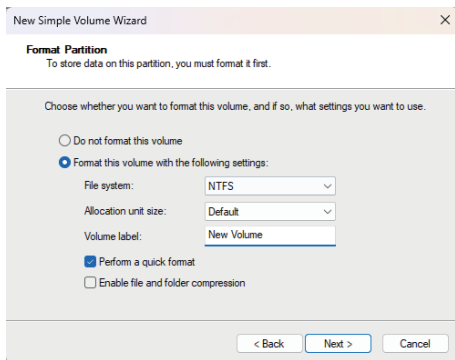 New Simple Volume Wizard
Format Partition
To store data on this partition, you must format it first.
Choose whether you want to format this volume, and if so, what settings you want to use.
Do not format this volume
Format this volume with the following settings:
File system: NTFS
Allocation unit size: Default
Volume label: New Volume
Perform a quick format
Enable file and folder compression
< Back Next > Cancel